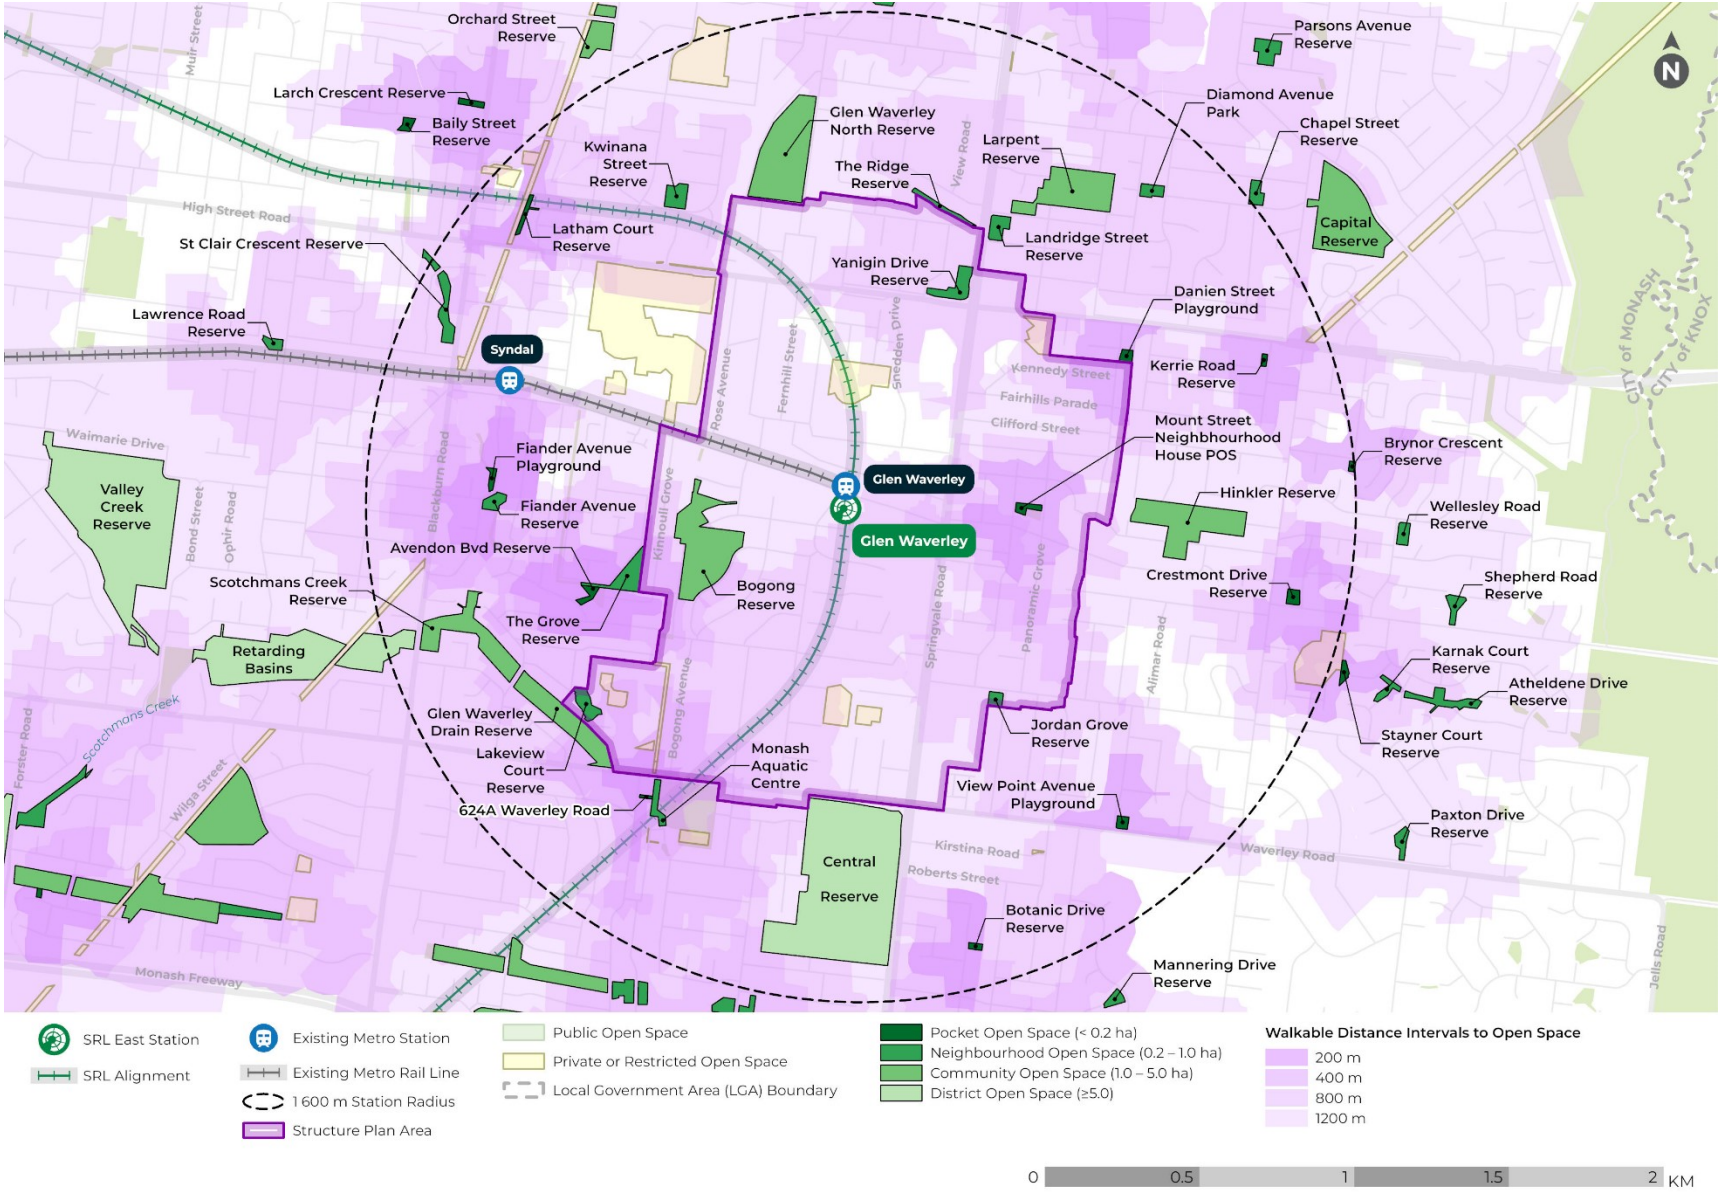 Orchard Street
Reserve
Muir Street
Parsons Avenue
Reserve
N
Larch Crescent Reserve
Baily Street
Reserve
Kwinana
Street
Reserve
Glen Waverley
North Reserve
The Ridge
Reserve
View Road
Larpent
Reserve
Diamond Avenue
Park
Chapel Street
Reserve
Capital
Reserve
High Street Road
Latham Court
Reserve
St Clair Crescent Reserve
Landridge Street
Reserve
Yanigin Drive
Reserve
Danien Street
Playground
CITY of MONASH
CITY of KNOX
Lawrence Road
Reserve
Syndal
Rose Avenue
Fernhill Street
Snedden Drive
Kennedy Street
Fairhills Parade
Clifford Street
Kerrie Road
Reserve
Waimarie Drive
Blackburn Road
Fiander Avenue
Playground
Fiander Avenue
Reserve
Kinnoull Grove
Glen Waverley
Glen Waverley
Mount Street
Neighbhourhood
House POS
Brynor Crescent
Reserve
Hinkler Reserve
Wellesley Road
Reserve
Valley
Creek
Reserve
Bond Street
Ophir Road
Avendon Bvd Reserve
Bogong
Reserve
Scotchmans Creek
Reserve
The Grove
Reserve
Springvale Road
Panoramic Grove
Crestmont Drive
Reserve
Shepherd Road
Reserve
Retarding
Basins
Alimar Road
Karnak Court
Reserve
Atheldene Drive
Reserve
Stayner Court
Reserve
Scotchmans Creek
Forster Road
Wilga Street
Glen Waverley
Drain Reserve
Lakeview
Court
Reserve
Bogong Avenue
Monash
Aquatic
Centre
624A Waverley Road
Jordan Grove
Reserve
View Point Avenue
Playground
Paxton Drive
Reserve
Central
Reserve
Kirstina Road
Roberts Street
Waverley Road
Botanic Drive
Reserve
Mannering Drive
Reserve
Jells Road
Monash Freeway
SRL East Station
SRL Alignment
Existing Metro Station
Existing Metro Rail Line
1 600 m Station Radius
Structure Plan Area
Public Open Space
Private or Restricted Open Space
Local Government Area (LGA) Boundary
Pocket Open Space (< 0.2 ha)
Neighbourhood Open Space (0.2 – 1.0 ha)
Community Open Space (1.0 – 5.0 ha)
District Open Space (≥5.0)
Walkable Distance Intervals to Open Space
200 m
400 m
800 m
1200 m
0 0.5 1 1.5 2 KM